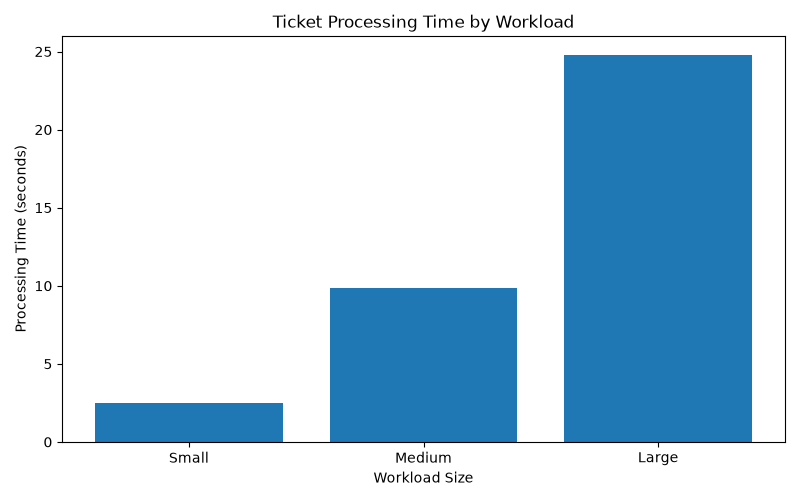 Ticket Processing Time by Workload
Processing Time (seconds)
25
20
15
10
5
0
Small Medium Large
Workload Size